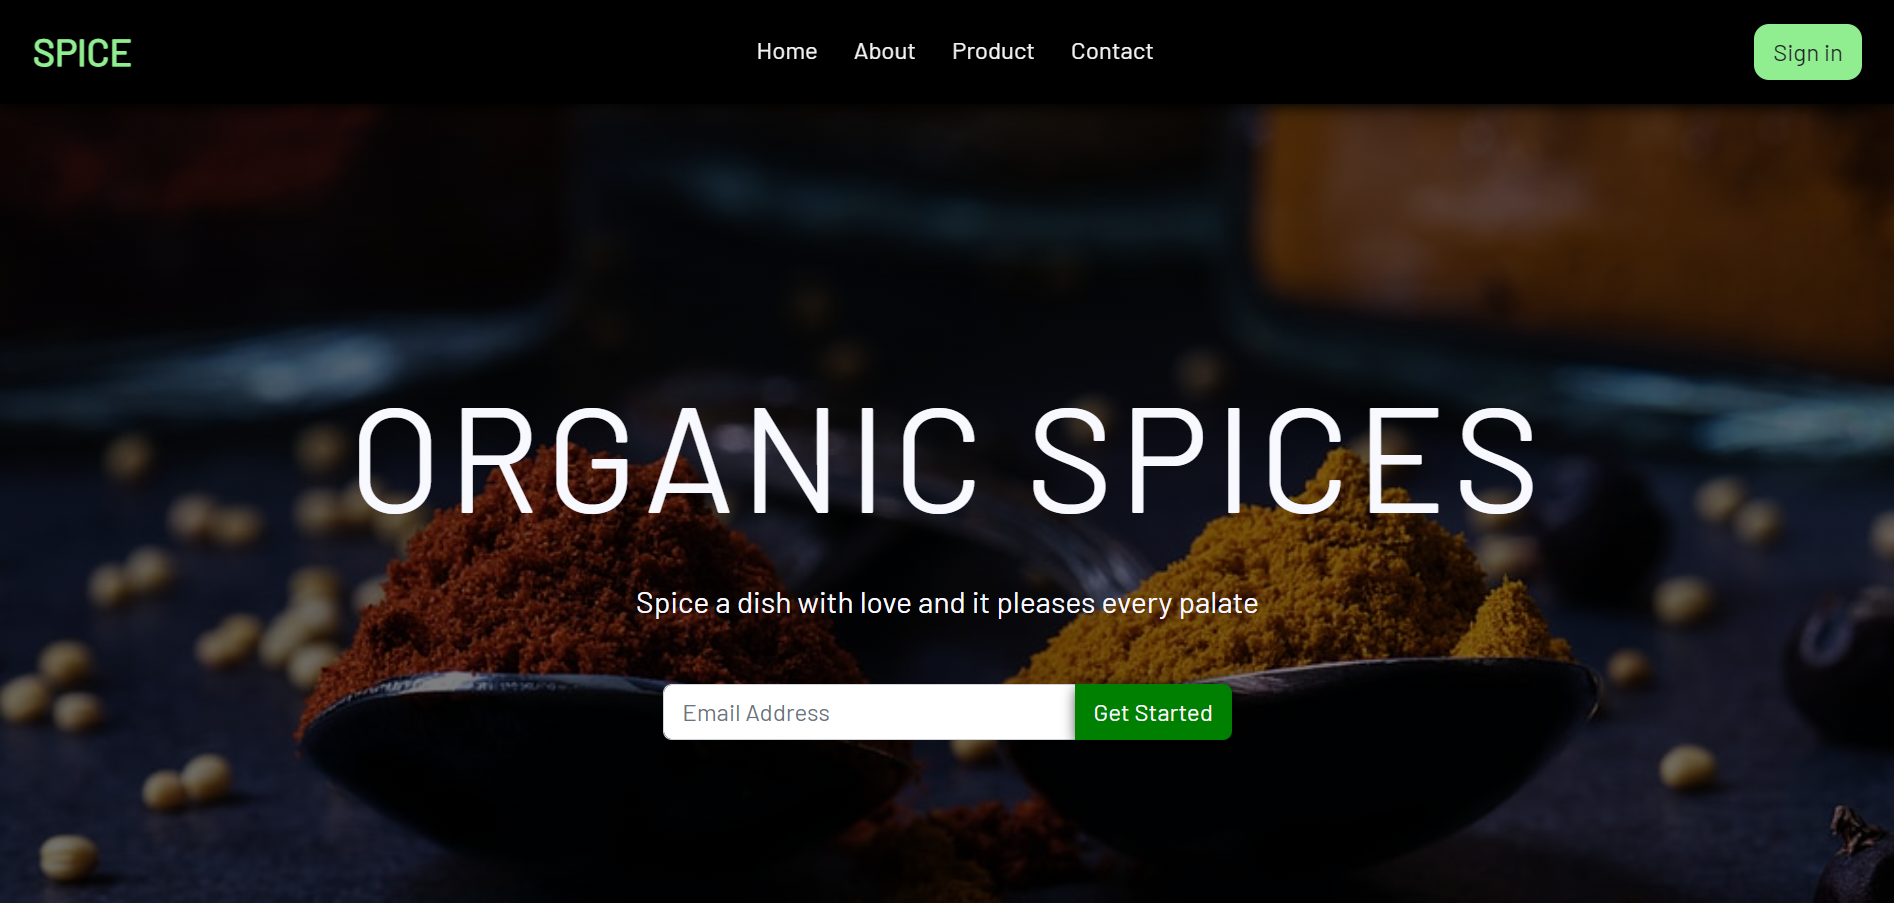 SPICE
Home About Product Contact
Sign in
ORGANIC SPICES
Spice a dish with love and it pleases every palate
Email Address
Get Started